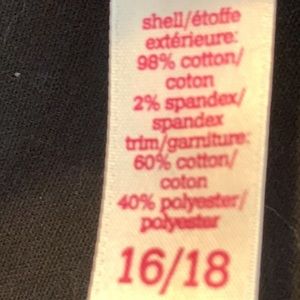 shell/étoffe
extérieure:
98% cotton/
coton
2% spandex/
spandex
trim/garniture:
60% cotton/
coton
40% polyester/
polyester
16/18